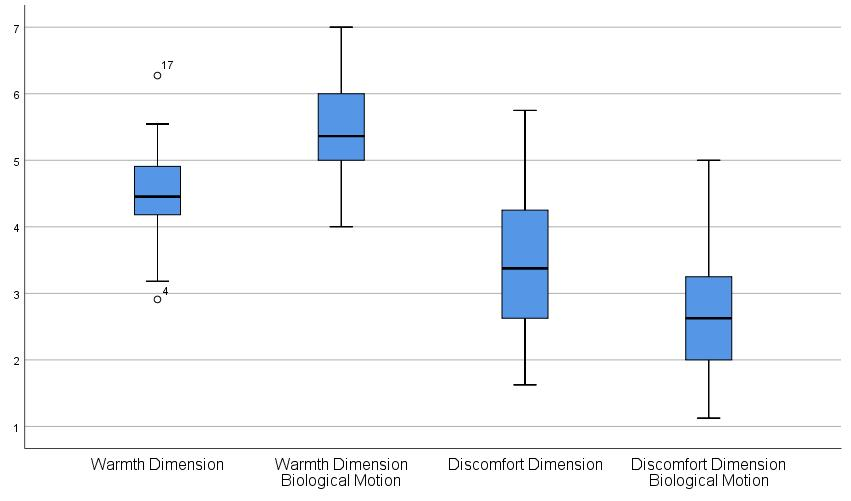 7
17
6
5
4
4
3
2
1
Warmth Dimension
Warmth Dimension
Biological Motion
Discomfort Dimension
Discomfort Dimension
Biological Motion